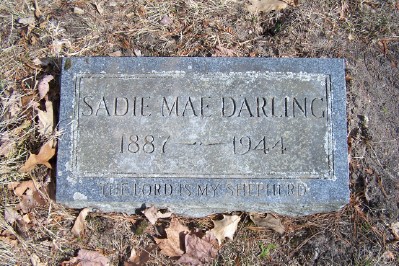 SADIE MAE DARLING
1887 - 1944
THE LORD IS MY SHEPHERD